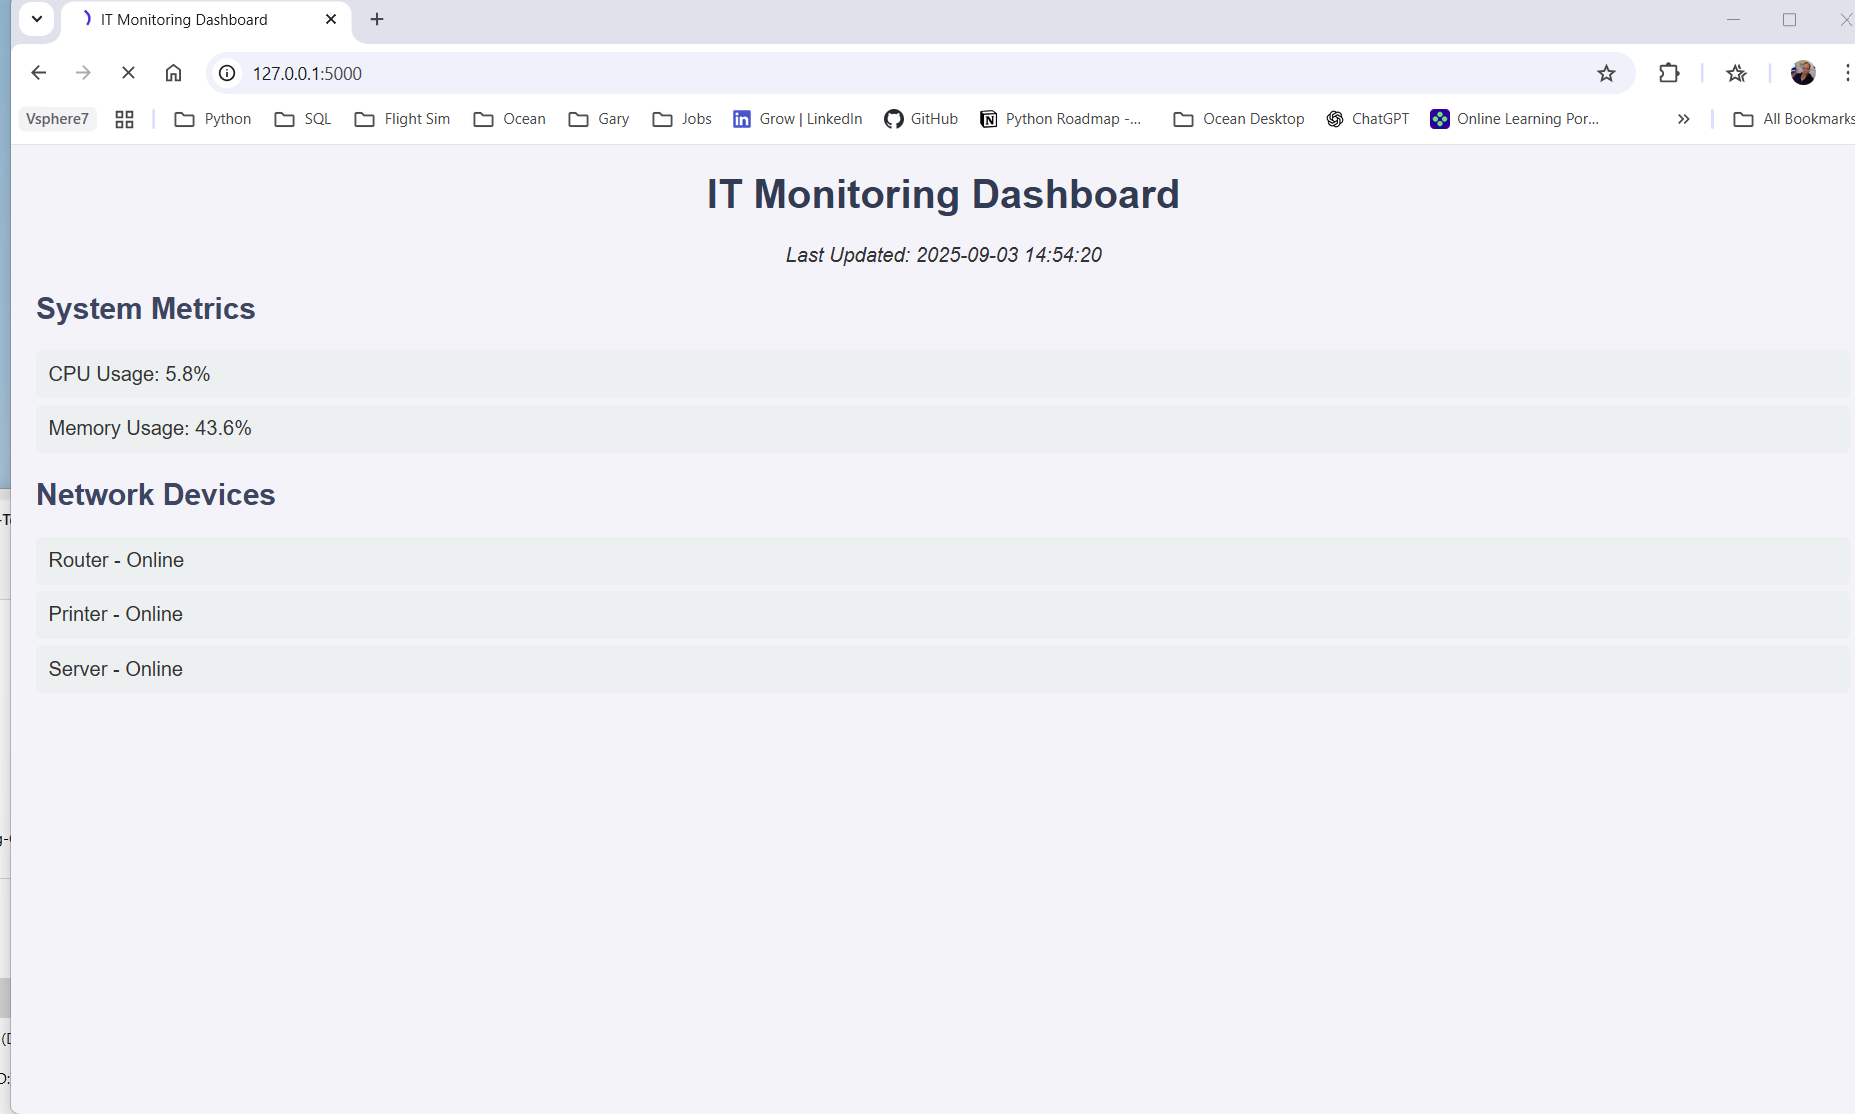 IT Monitoring Dashboard
127.0.0.1:5000
Vsphere7 Python SQL Flight Sim Ocean Gary Jobs Grow | LinkedIn GitHub Python Roadmap -... Ocean Desktop ChatGPT Online Learning Por... All Bookmarks
IT Monitoring Dashboard
Last Updated: 2025-09-03 14:54:20
System Metrics
CPU Usage: 5.8%
Memory Usage: 43.6%
Network Devices
Router - Online
Printer - Online
Server - Online